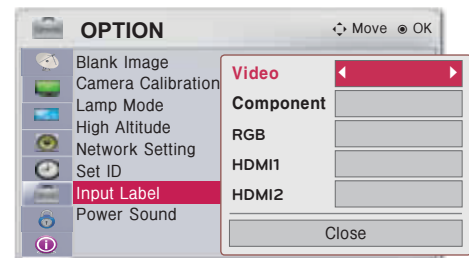 OPTION
Move OK
Blank Image
Camera Calibration
Lamp Mode
High Altitude
Network Setting
Set ID
Input Label
Power Sound
Video
Component
RGB
HDMI1
HDMI2
Close